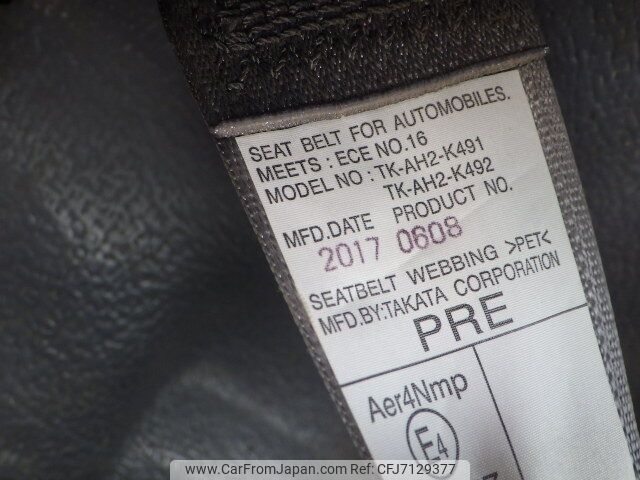 SEAT BELT FOR AUTOMOBILES.
MEETS : ECE NO.16
MODEL NO : TK-AH2-K491
TK-AH2-K492
MFD.DATE PRODUCT NO.
2017 0608
SEATBELT WEBBING >PET<
MFD.BY:TAKATA CORPORATION
PRE
Aer4Nmp
E4
www.CarFromJapan.com | CFJ7129377